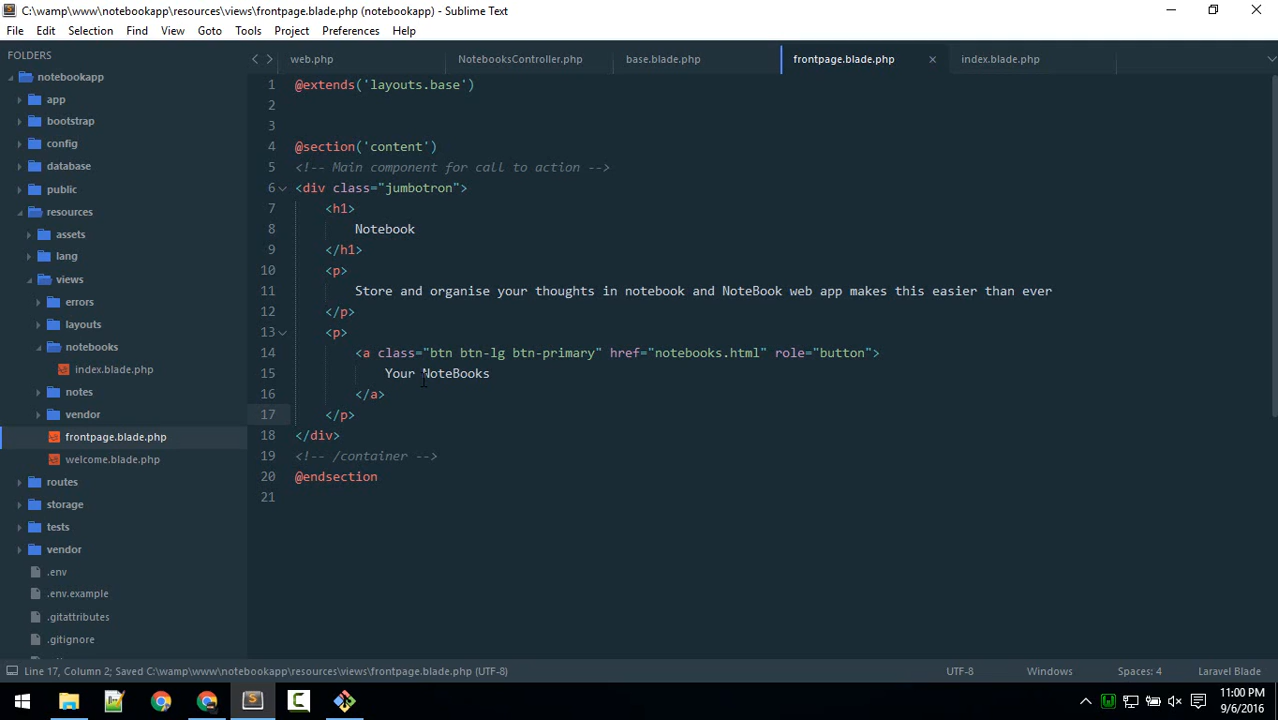 C:\wamp\www\notebookapp\resources\views\frontpage.blade.php (notebookapp) - Sublime Text
File Edit Selection Find View Goto Tools Project Preferences Help
FOLDERS
notebookapp
app
bootstrap
config
database
public
resources
assets
lang
views
errors
layouts
notebooks
index.blade.php
notes
vendor
frontpage.blade.php
welcome.blade.php
routes
storage
tests
vendor
.env
.env.example
.gitattributes
.gitignore
web.php NotebooksController.php base.blade.php frontpage.blade.php index.blade.php
1 @extends('layouts.base')
2
3
4 @section('content')
5 <!-- Main component for call to action -->
6 <div class="jumbotron">
7 <h1>
8 Notebook
9 </h1>
10 <p>
11 Store and organise your thoughts in notebook and NoteBook web app makes this easier than ever
12 </p>
13 <p>
14 <a class="btn btn-lg btn-primary" href="notebooks.html" role="button">
15 Your NoteBooks
16 </a>
17 </p>
18 </div>
19 <!-- /container -->
20 @endsection
21
Line 17, Column 2; Saved C:\wamp\www\notebookapp\resources\views\frontpage.blade.php (UTF-8) UTF-8 Windows Spaces: 4 Laravel Blade
11:00 PM
9/6/2016